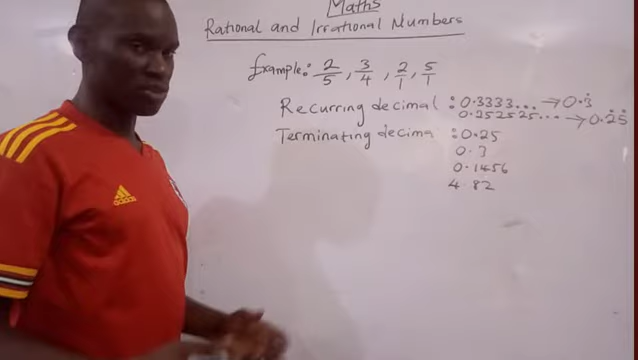 Maths
Rational and Irrational Numbers
Example: 2/5, 3/4, 2/1, 5/1
Recurring decimal : 0.3333... → 0.3̇
0.252525... → 0.2̇5̇
Terminating decima : 0.25
0.3
0.1456
4.82
adidas